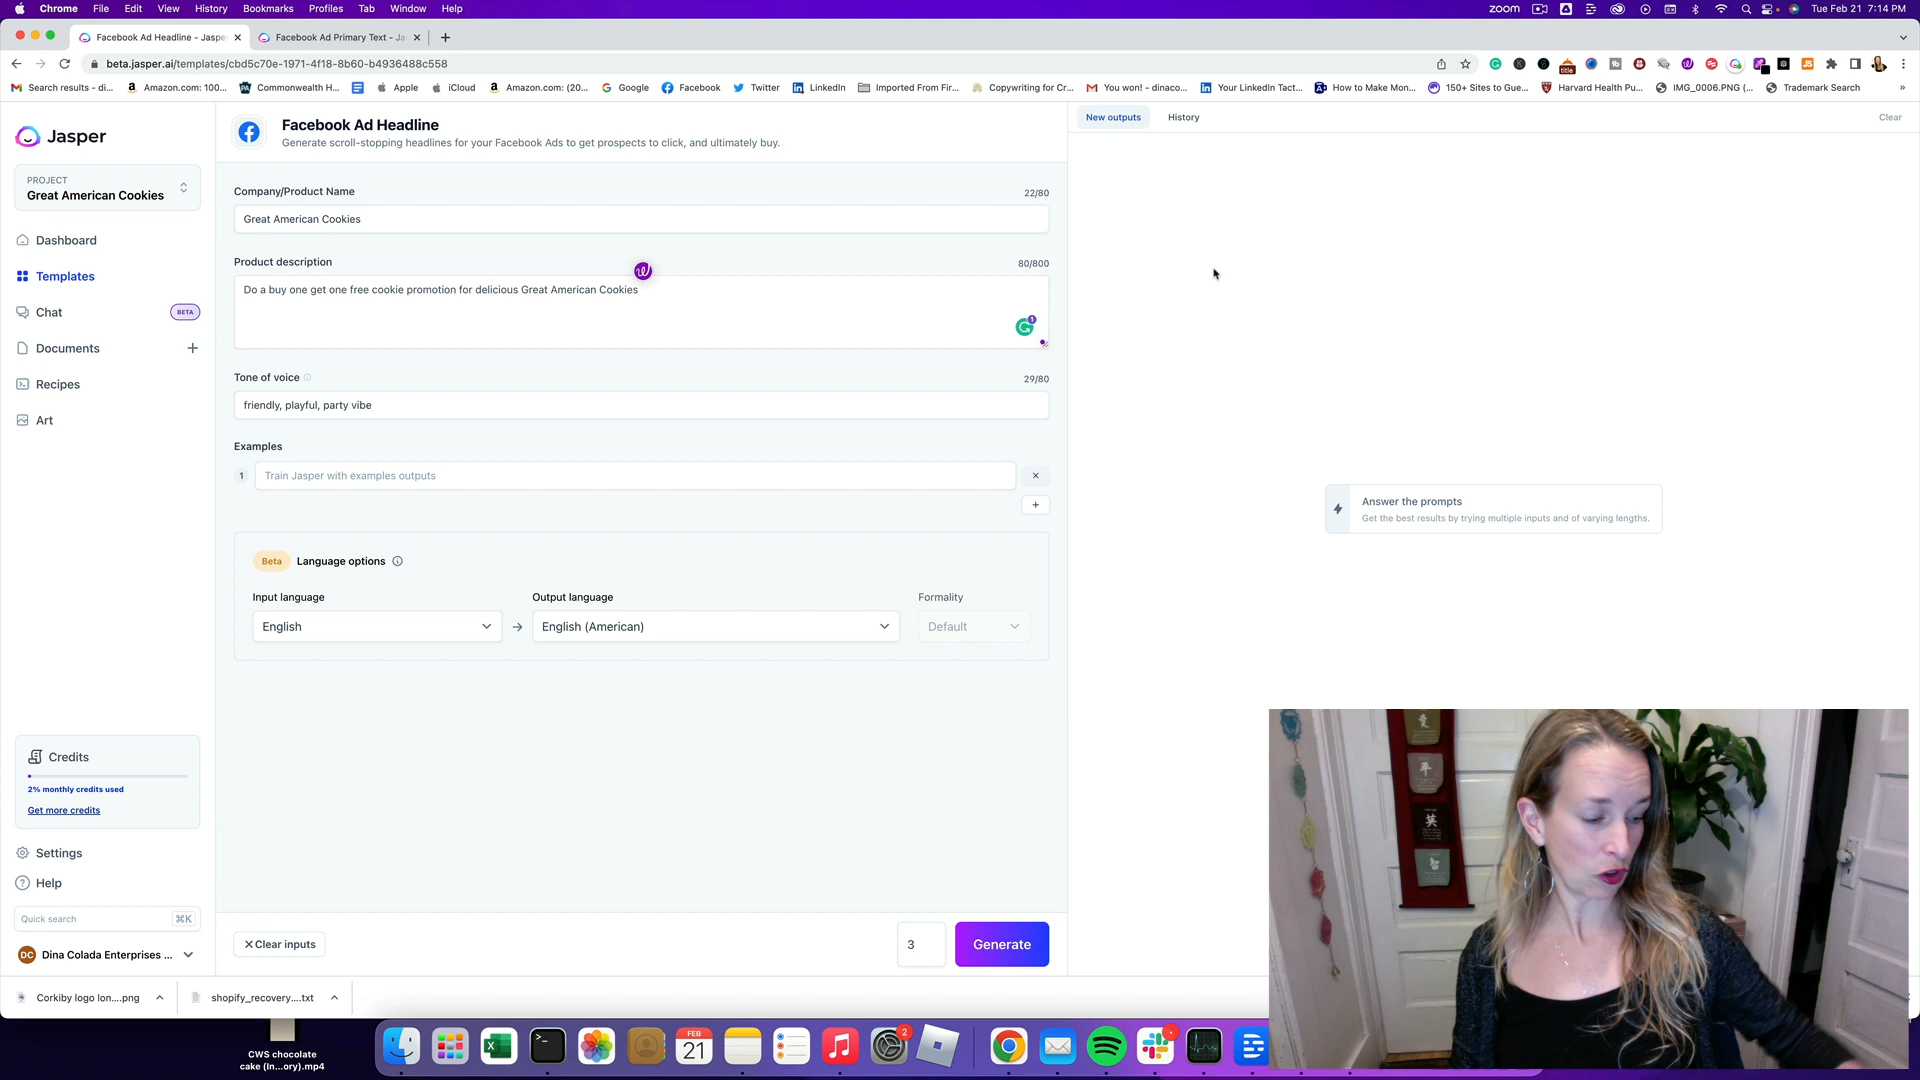 Chrome File Edit View History Bookmarks Profiles Tab Window Help
zoom Tue Feb 21 7:14 PM
Facebook Ad Headline - Jaspe
Facebook Ad Primary Text - Ja
beta.jasper.ai/templates/cbd5c70e-1971-4f18-8b60-b4936488c558
Search results - di... Amazon.com: 100... Commonwealth H... Apple iCloud Amazon.com: (20... Google Facebook Twitter LinkedIn Imported From Fir... Copywriting for Cr... You won! - dinaco... Your LinkedIn Tact... How to Make Mon... 150+ Sites to Gue... Harvard Health Pu... IMG_0006.PNG (... Trademark Search »
Jasper
PROJECT
Great American Cookies
Dashboard
Templates
Chat BETA
Documents +
Recipes
Art
Credits
2% monthly credits used
Get more credits
Settings
Help
Quick search ⌘K
DC Dina Colada Enterprises ...
Facebook Ad Headline
Generate scroll-stopping headlines for your Facebook Ads to get prospects to click, and ultimately buy.
Company/Product Name 22/80
Great American Cookies
Product description 80/800
Do a buy one get one free cookie promotion for delicious Great American Cookies
1
Tone of voice 29/80
friendly, playful, party vibe
Examples
1 Train Jasper with examples outputs
+
Beta Language options
Input language Output language Formality
English → English (American) Default
Clear inputs 3 Generate
New outputs History Clear
Answer the prompts
Get the best results by trying multiple inputs and of varying lengths.
Corkiby logo lon....png
shopify_recovery....txt
FEB
21
2
CWS chocolate
cake (In...ory).mp4